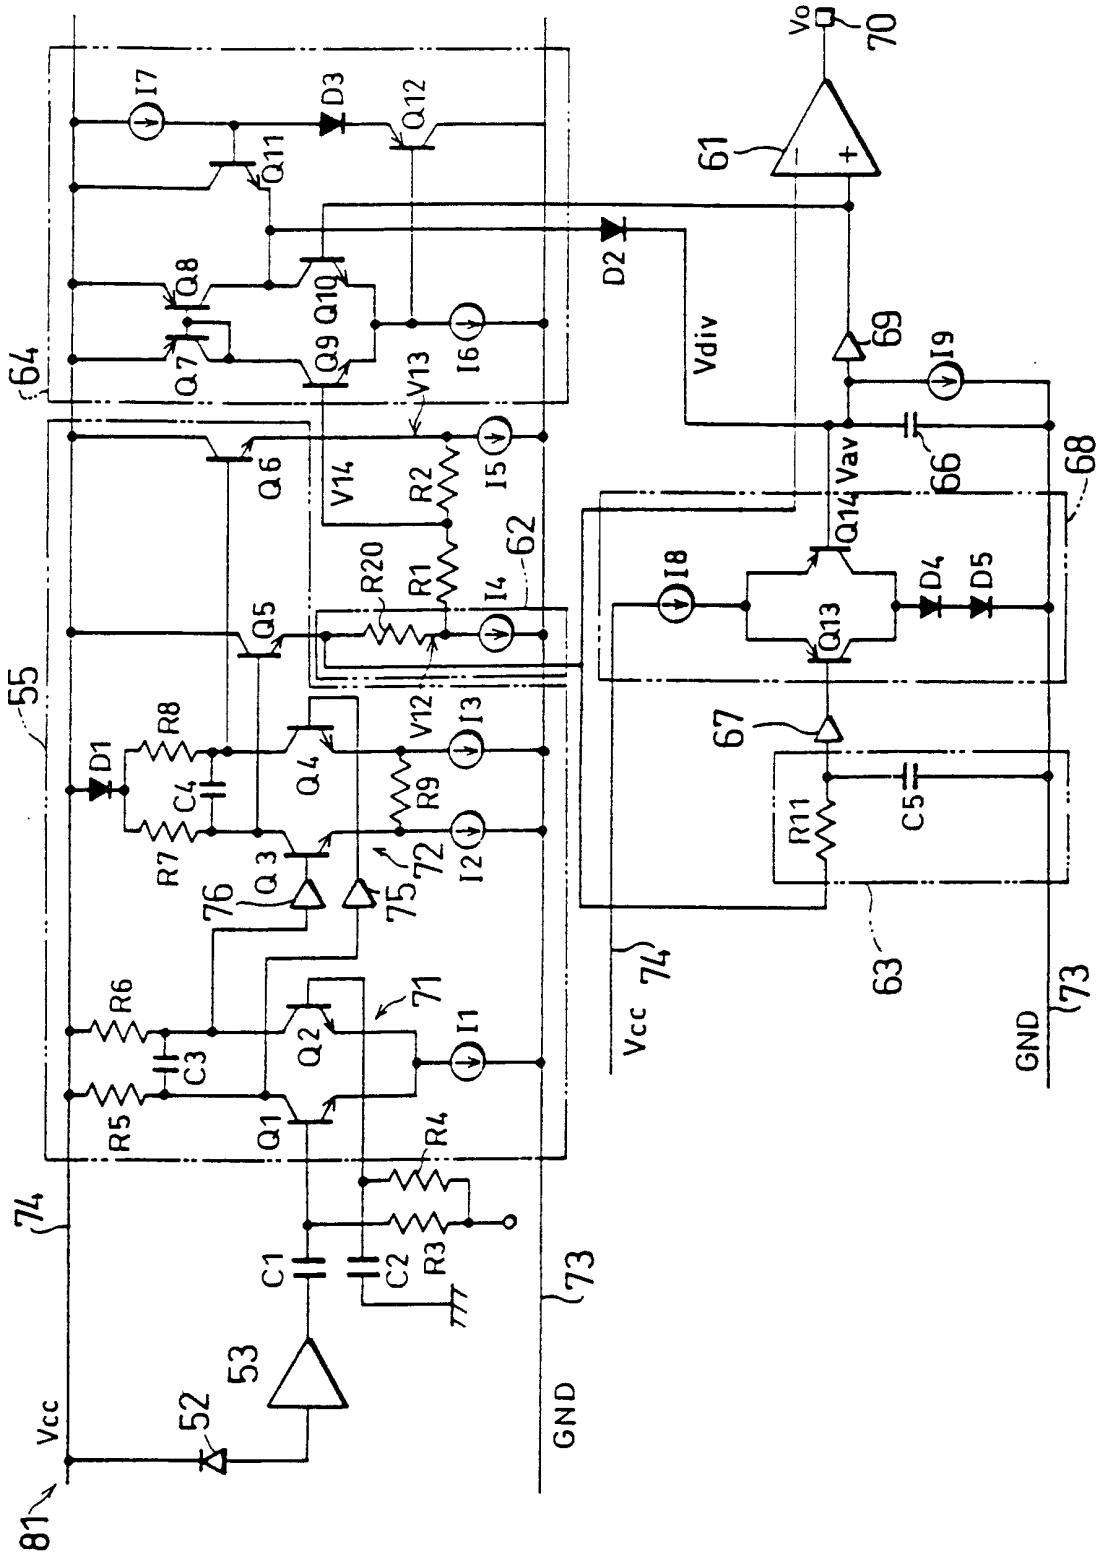 81
Vcc
74
55
64
52
53
C1
C2
R3
R4
R5
R6
C3
Q1
Q2
71
I1
76
75
72
D1
R7
R8
C4
Q3
Q4
R9
I2
I3
Q5
Q6
V12
R20
R1
R2
I4
I5
62
V14
V13
Q7
Q8
Q9
Q10
I6
Q11
I7
D3
Q12
GND
73
D2
Vdiv
61
−
+
Vo
70
69
Vcc
74
I8
Q13
Q14
D4
D5
68
Vav
66
I9
67
R11
C5
63
GND
73